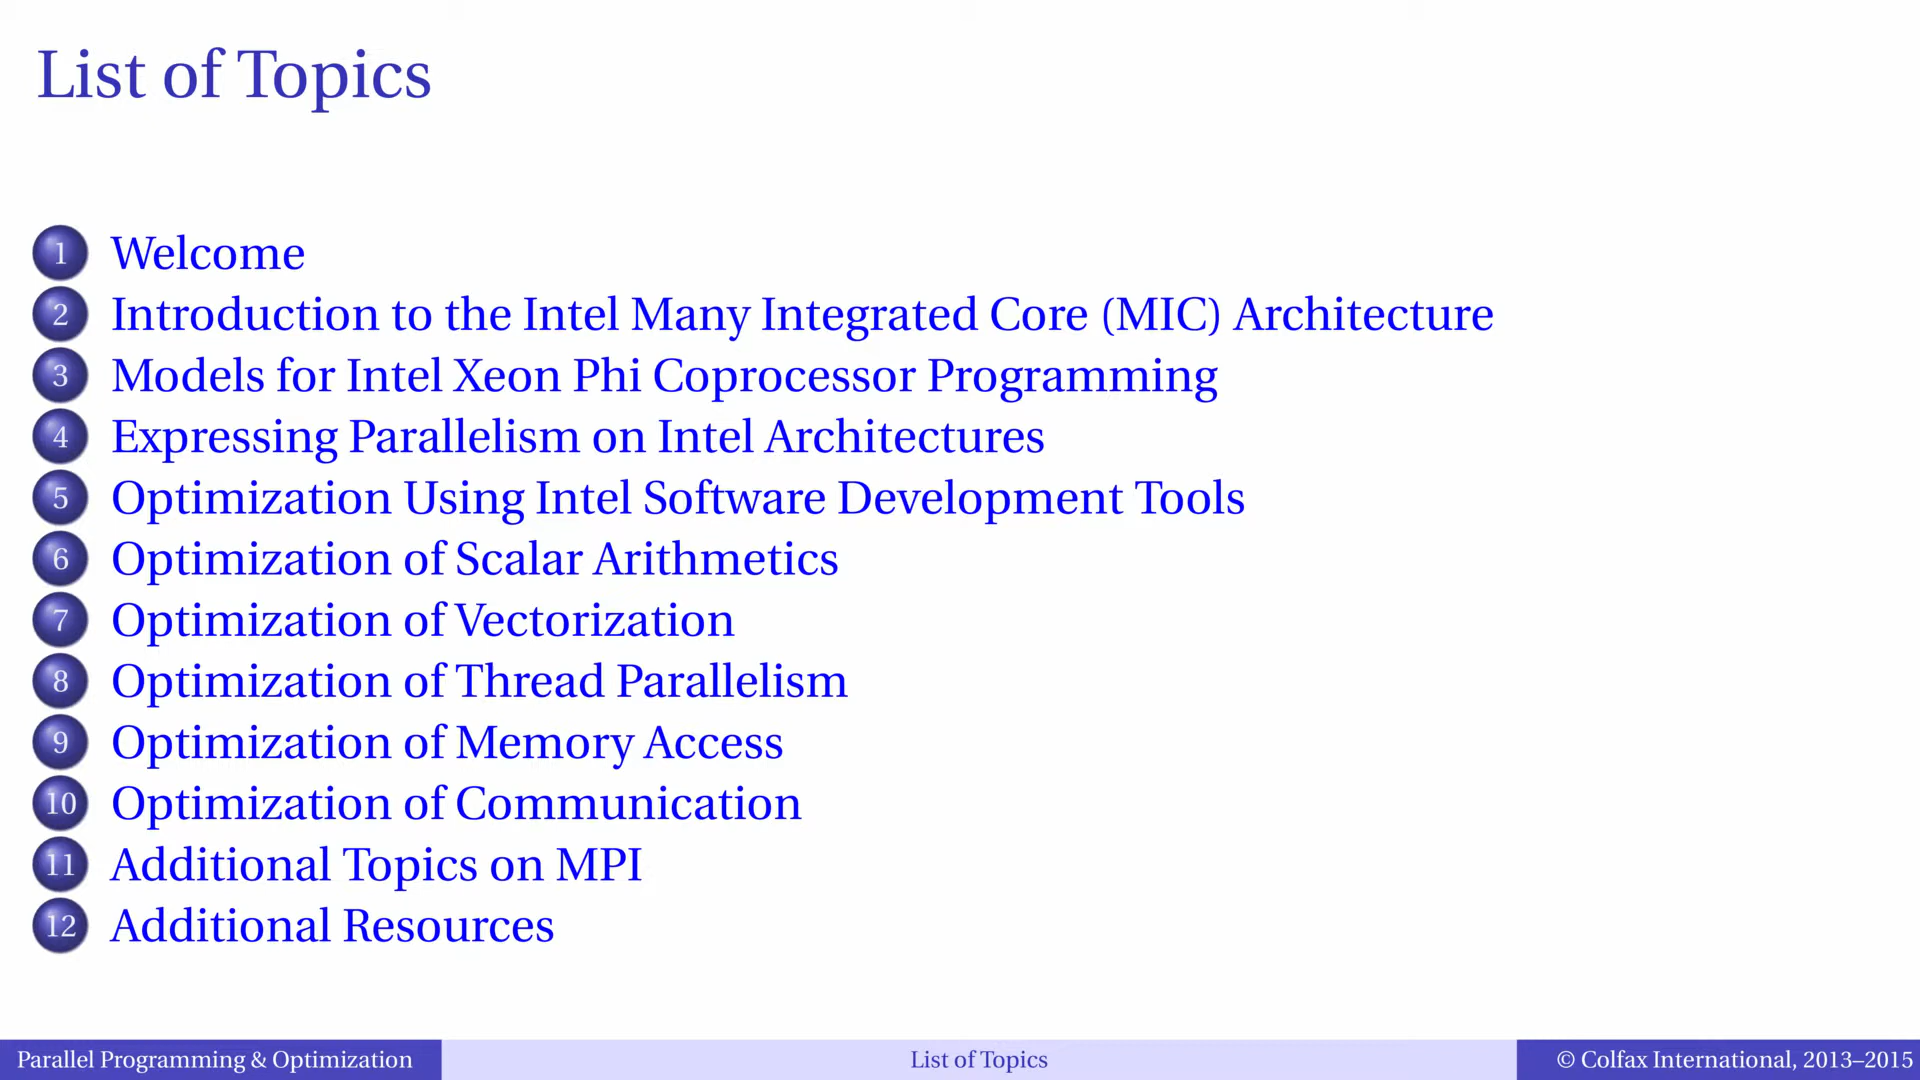 List of Topics
1 Welcome
2 Introduction to the Intel Many Integrated Core (MIC) Architecture
3 Models for Intel Xeon Phi Coprocessor Programming
4 Expressing Parallelism on Intel Architectures
5 Optimization Using Intel Software Development Tools
6 Optimization of Scalar Arithmetics
7 Optimization of Vectorization
8 Optimization of Thread Parallelism
9 Optimization of Memory Access
10 Optimization of Communication
11 Additional Topics on MPI
12 Additional Resources
Parallel Programming & Optimization List of Topics © Colfax International, 2013–2015